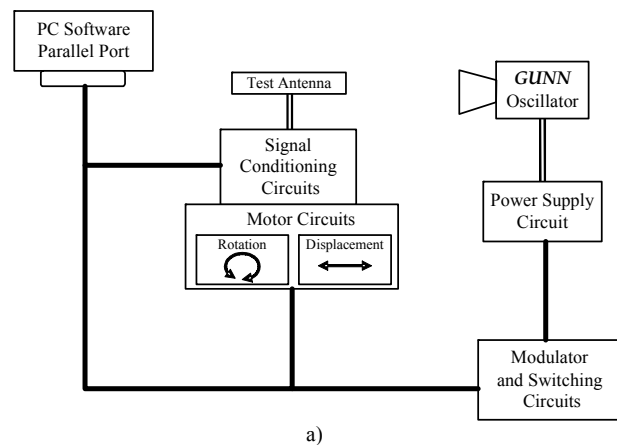 PC Software
Parallel Port
Test Antenna
GUNN
Oscillator
Signal
Conditioning
Circuits
Power Supply
Circuit
Motor Circuits
Rotation
Displacement
Modulator
and Switching
Circuits
a)